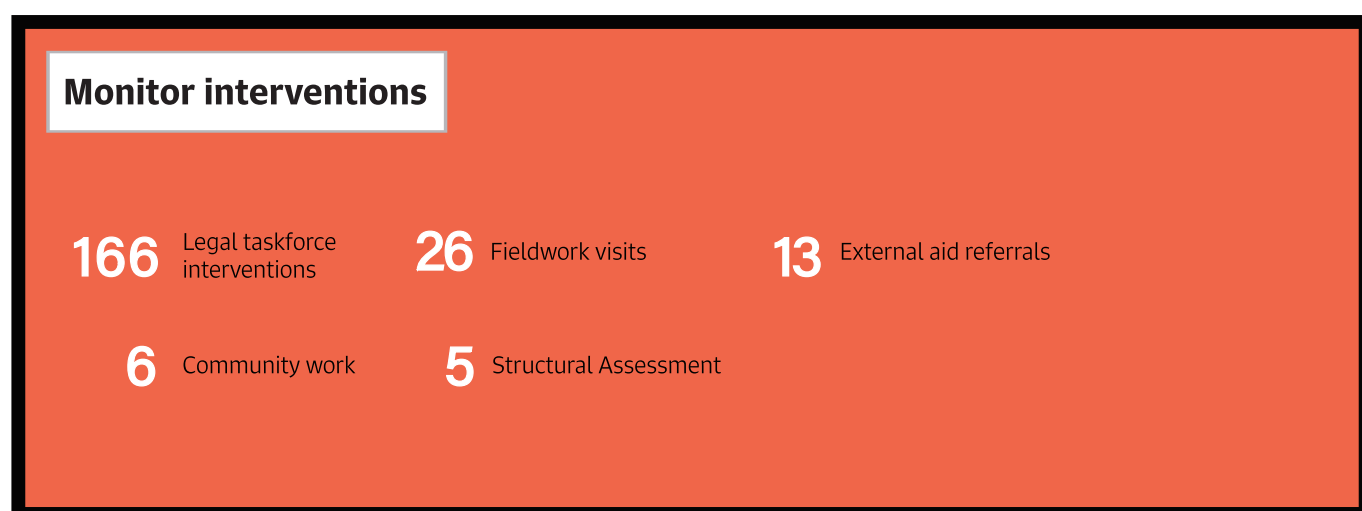 Monitor interventions
166 Legal taskforce
interventions
26 Fieldwork visits
13 External aid referrals
6 Community work
5 Structural Assessment